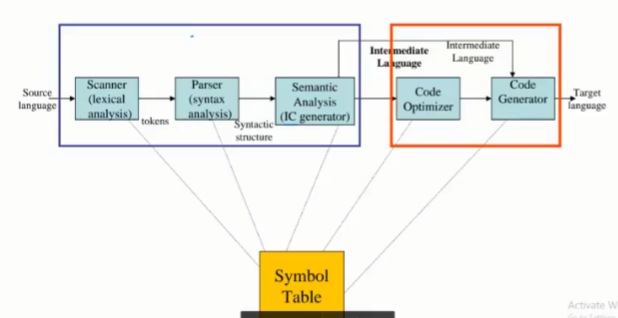 Source
language
Scanner
(lexical
analysis)
tokens
Parser
(syntax
analysis)
Syntactic
structure
Semantic
Analysis
(IC generator)
Intermediate
Language
Intermediate
Language
Code
Optimizer
Code
Generator
Target
language
Symbol
Table
Activate W